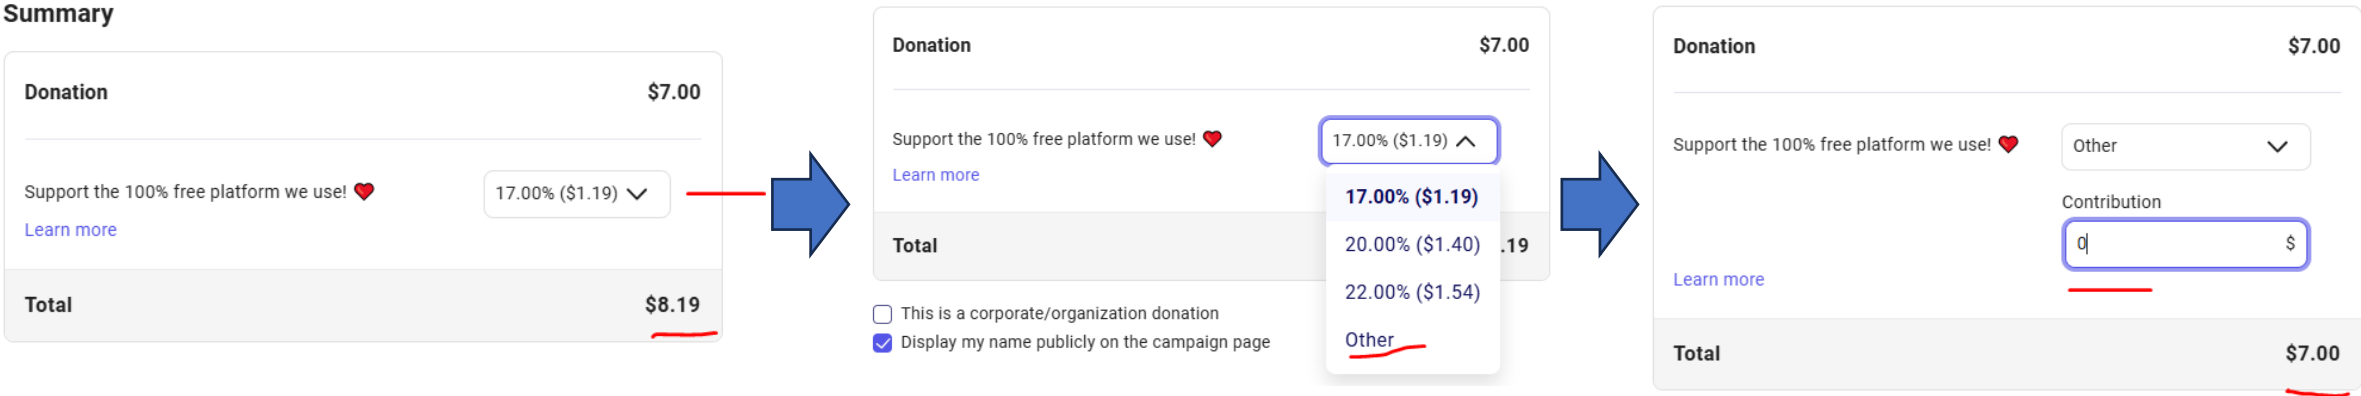 Summary
Donation $7.00
Support the 100% free platform we use! ❤️ 17.00% ($1.19)
Learn more
Total $8.19
Donation $7.00
Support the 100% free platform we use! ❤️ 17.00% ($1.19)
Learn more
17.00% ($1.19)
20.00% ($1.40)
22.00% ($1.54)
Other
Total .19
This is a corporate/organization donation
Display my name publicly on the campaign page
Donation $7.00
Support the 100% free platform we use! ❤️ Other
Contribution
0 $
Learn more
Total $7.00